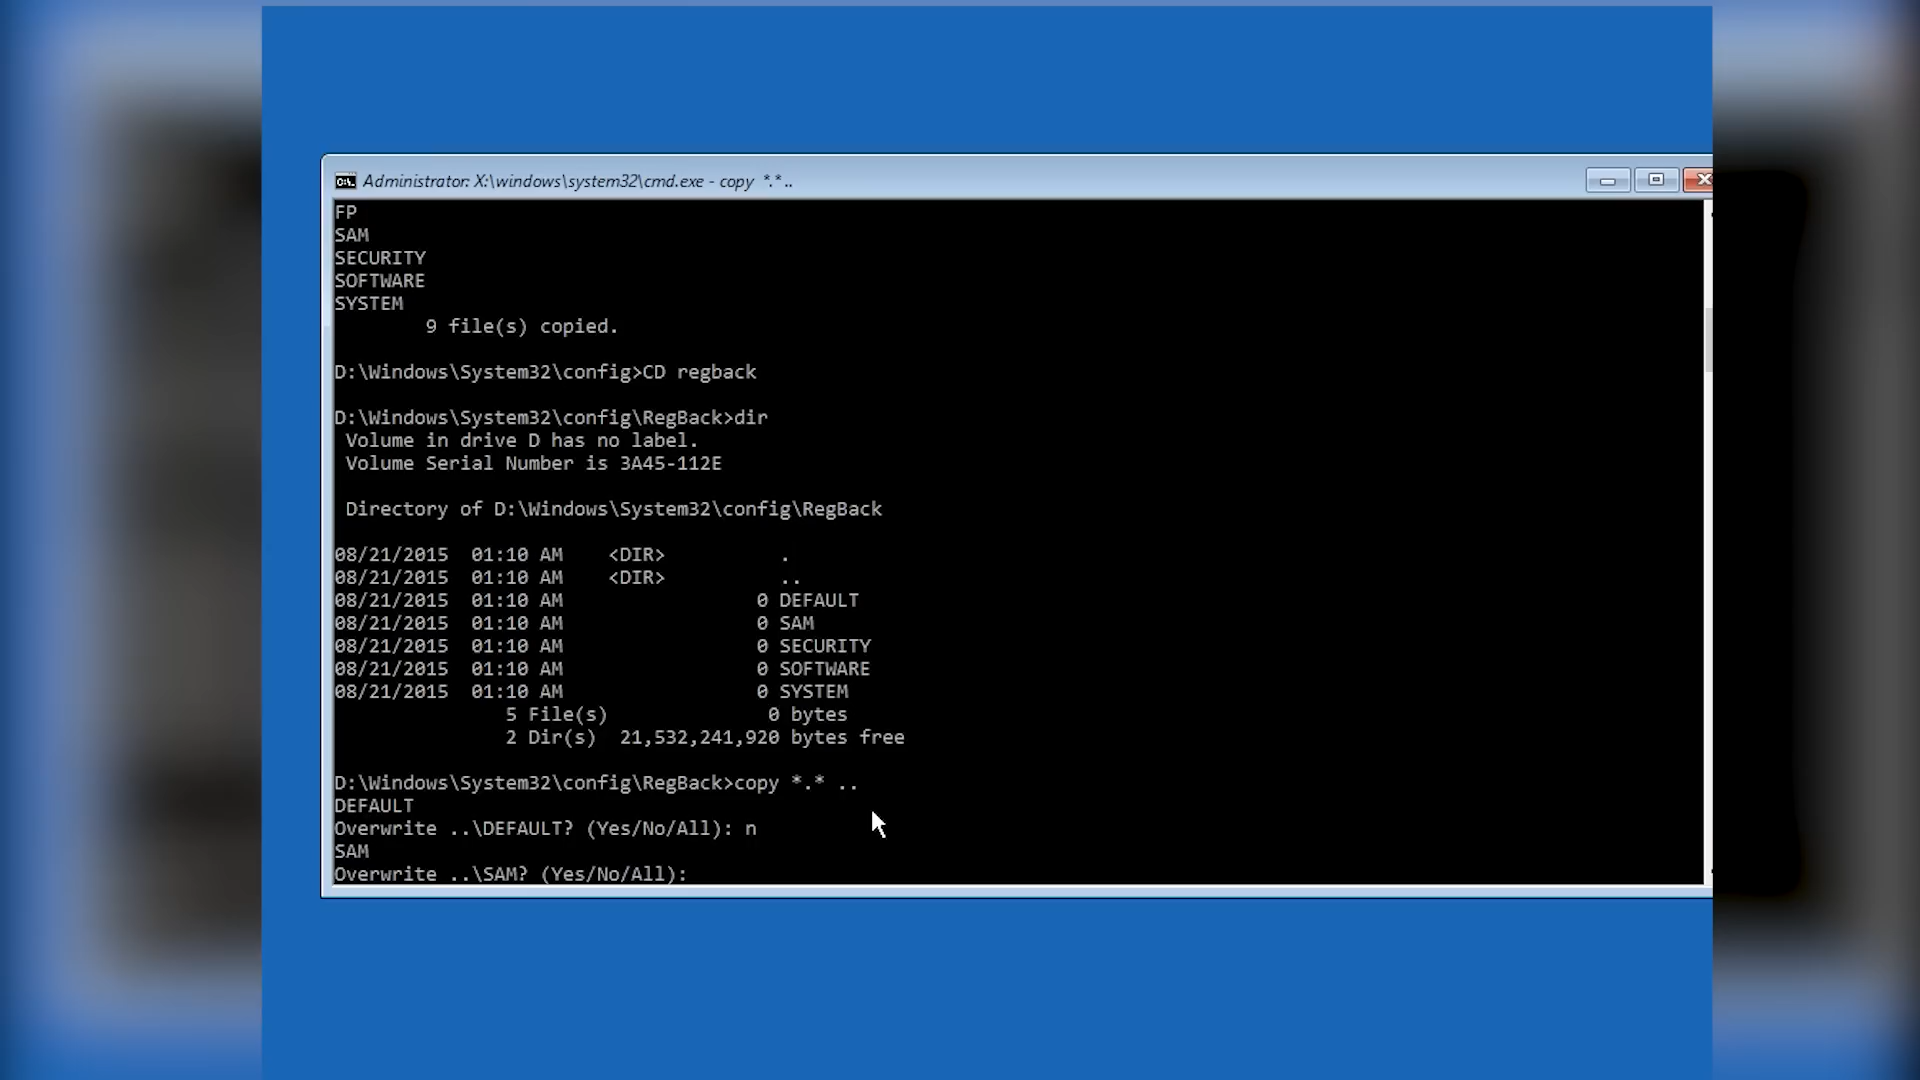 Administrator: X:\windows\system32\cmd.exe - copy *.* ..
FP
SAM
SECURITY
SOFTWARE
SYSTEM
9 file(s) copied.
D:\Windows\System32\config>CD regback
D:\Windows\System32\config\RegBack>dir
Volume in drive D has no label.
Volume Serial Number is 3A45-112E
Directory of D:\Windows\System32\config\RegBack
08/21/2015 01:10 AM <DIR> .
08/21/2015 01:10 AM <DIR> ..
08/21/2015 01:10 AM 0 DEFAULT
08/21/2015 01:10 AM 0 SAM
08/21/2015 01:10 AM 0 SECURITY
08/21/2015 01:10 AM 0 SOFTWARE
08/21/2015 01:10 AM 0 SYSTEM
5 File(s) 0 bytes
2 Dir(s) 21,532,241,920 bytes free
D:\Windows\System32\config\RegBack>copy *.* ..
DEFAULT
Overwrite ..\DEFAULT? (Yes/No/All): n
SAM
Overwrite ..\SAM? (Yes/No/All):